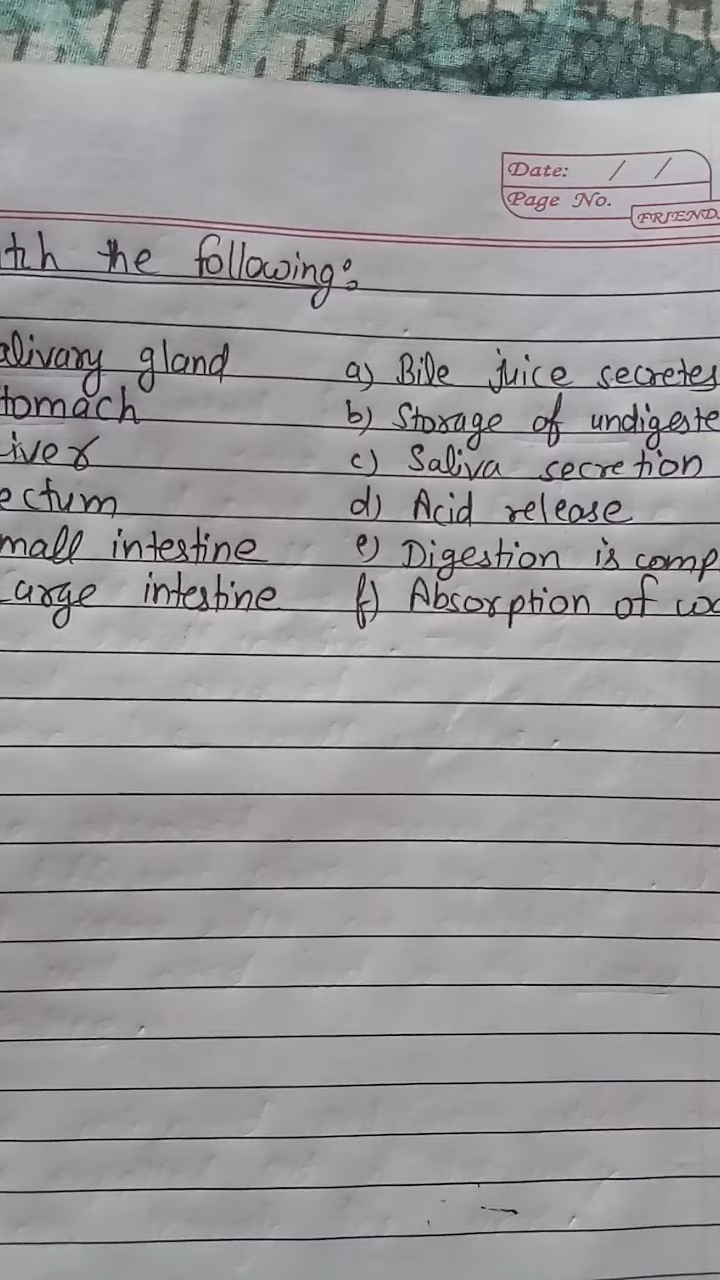 Date: / /
Page No.
FRIEND
tch the following:
alivary gland a) Bile juice secretes
tomach b) Storage of undigeste
iver c) Saliva secretion
ectum d) Acid release
mall intestine e) Digestion is comp
arge intestine f) Absorption of